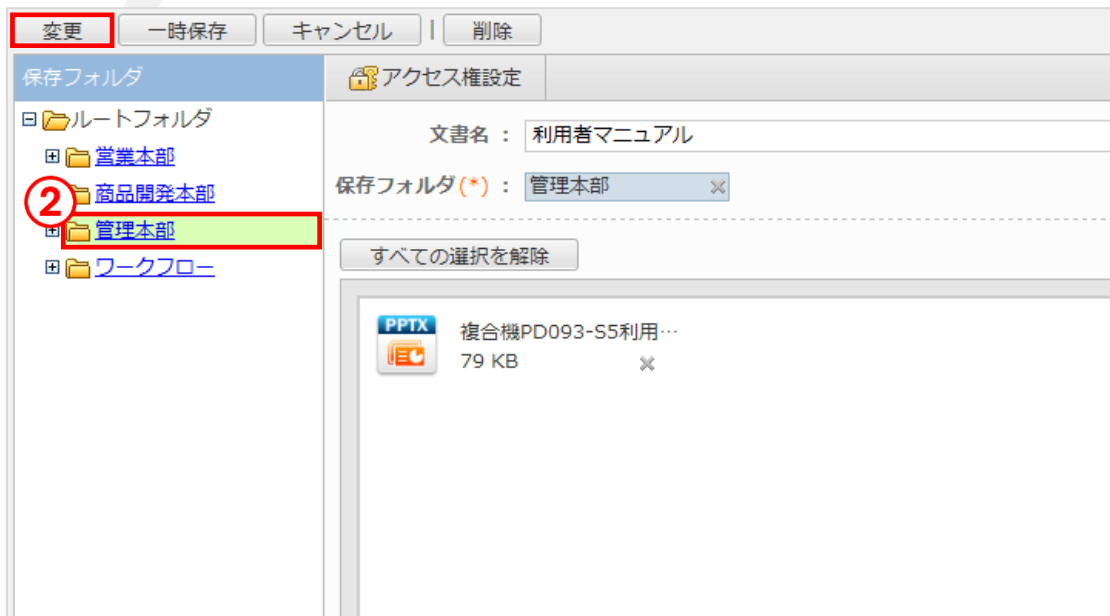 変更 一時保存 キャンセル | 削除
保存フォルダ
アクセス権設定
ルートフォルダ
営業本部
商品開発本部
②
管理本部
ワークフロー
文書名 : 利用者マニュアル
保存フォルダ(*) : 管理本部
すべての選択を解除
PPTX
複合機PD093-S5利用…
79 KB